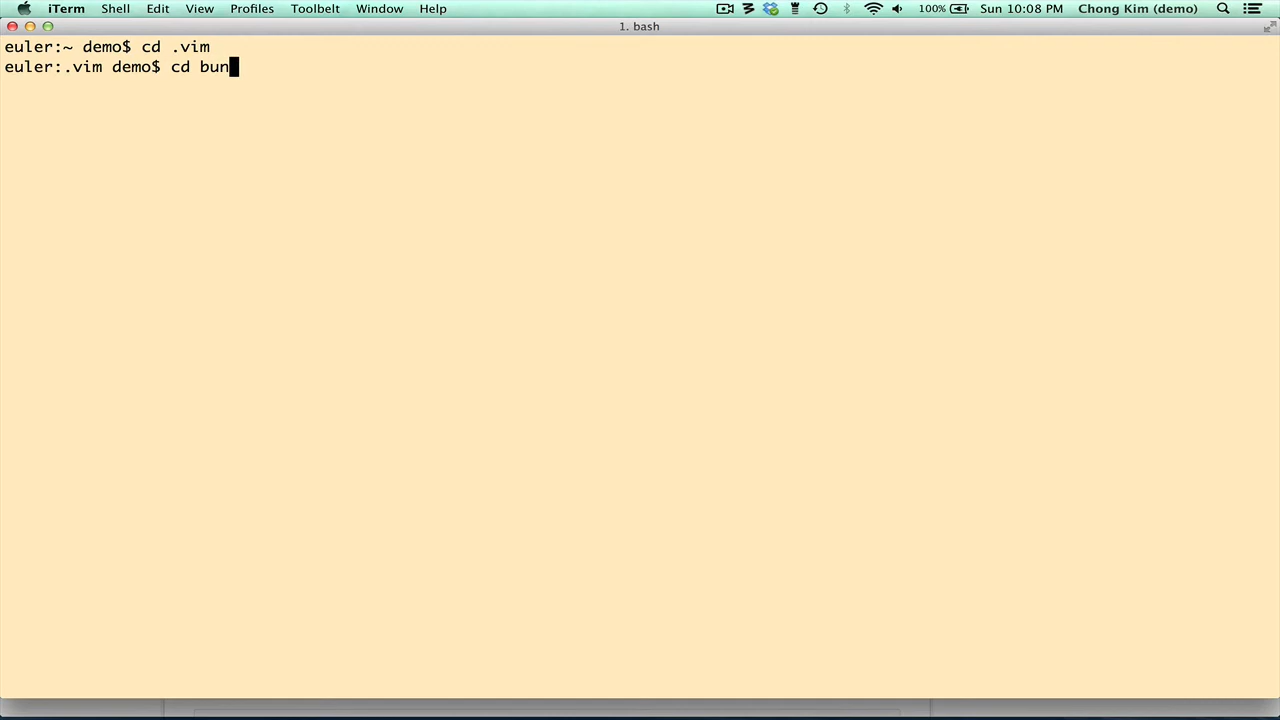 iTerm Shell Edit View Profiles Toolbelt Window Help 100% Sun 10:08 PM Chong Kim (demo)
1. bash
euler:~ demo$ cd .vim
euler:.vim demo$ cd bun